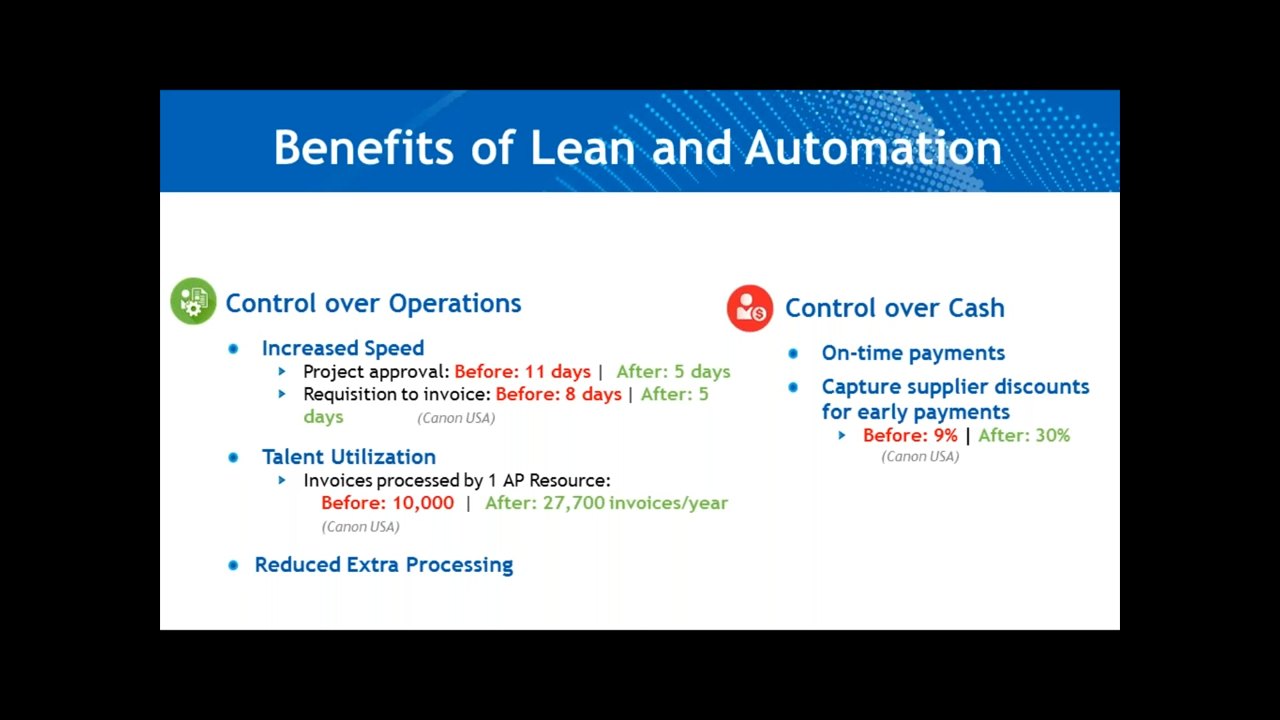 Benefits of Lean and Automation
Control over Operations
Increased Speed
Project approval: Before: 11 days | After: 5 days
Requisition to invoice: Before: 8 days | After: 5
days (Canon USA)
Talent Utilization
Invoices processed by 1 AP Resource:
Before: 10,000 | After: 27,700 invoices/year
(Canon USA)
Reduced Extra Processing
Control over Cash
On-time payments
Capture supplier discounts
for early payments
Before: 9% | After: 30%
(Canon USA)